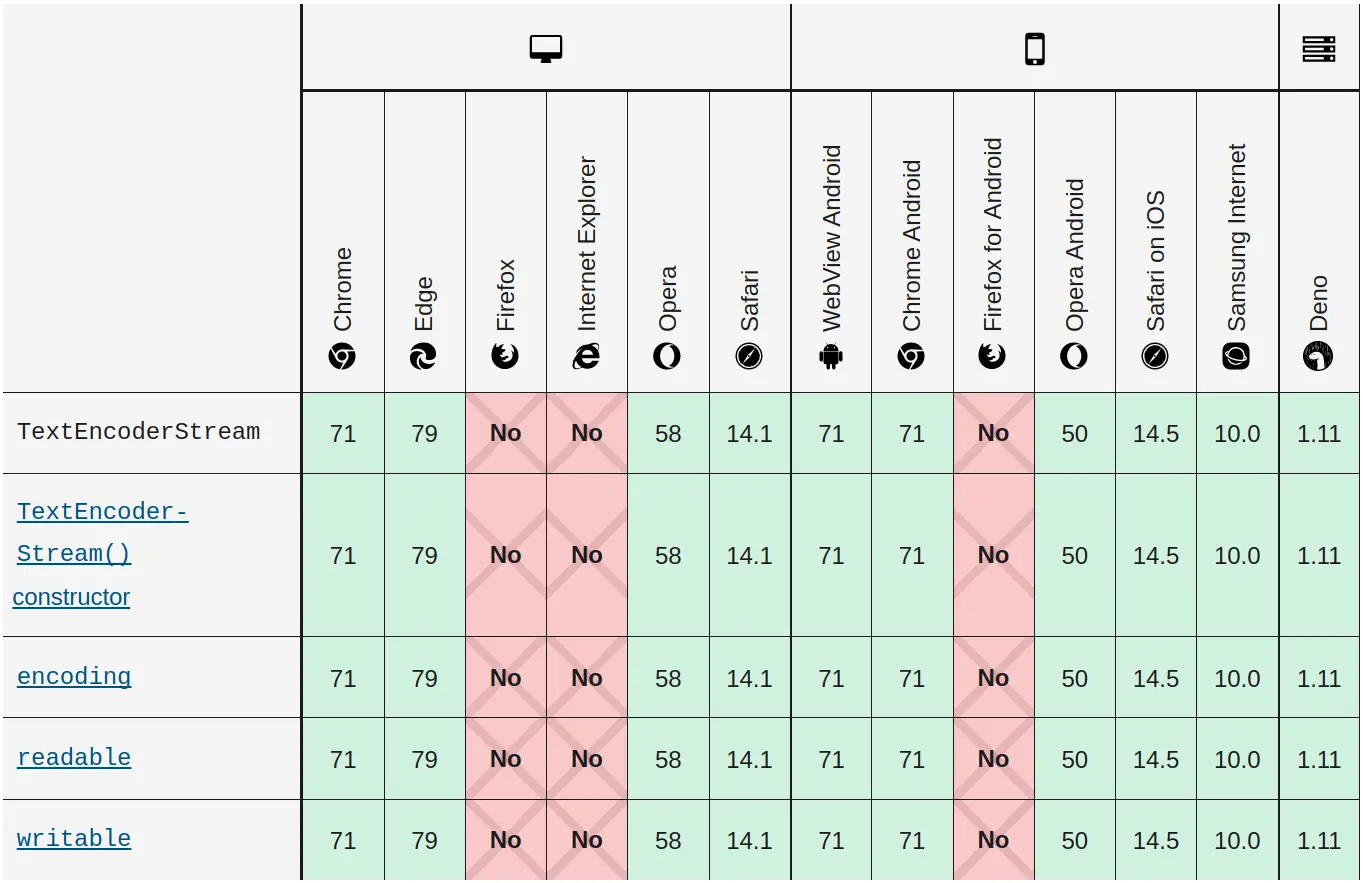 Chrome
Edge
Firefox
Internet Explorer
Opera
Safari
WebView Android
Chrome Android
Firefox for Android
Opera Android
Safari on iOS
Samsung Internet
Deno
TextEncoderStream 71 79 No No 58 14.1 71 71 No 50 14.5 10.0 1.11
TextEncoder-
Stream()
constructor 71 79 No No 58 14.1 71 71 No 50 14.5 10.0 1.11
encoding 71 79 No No 58 14.1 71 71 No 50 14.5 10.0 1.11
readable 71 79 No No 58 14.1 71 71 No 50 14.5 10.0 1.11
writable 71 79 No No 58 14.1 71 71 No 50 14.5 10.0 1.11